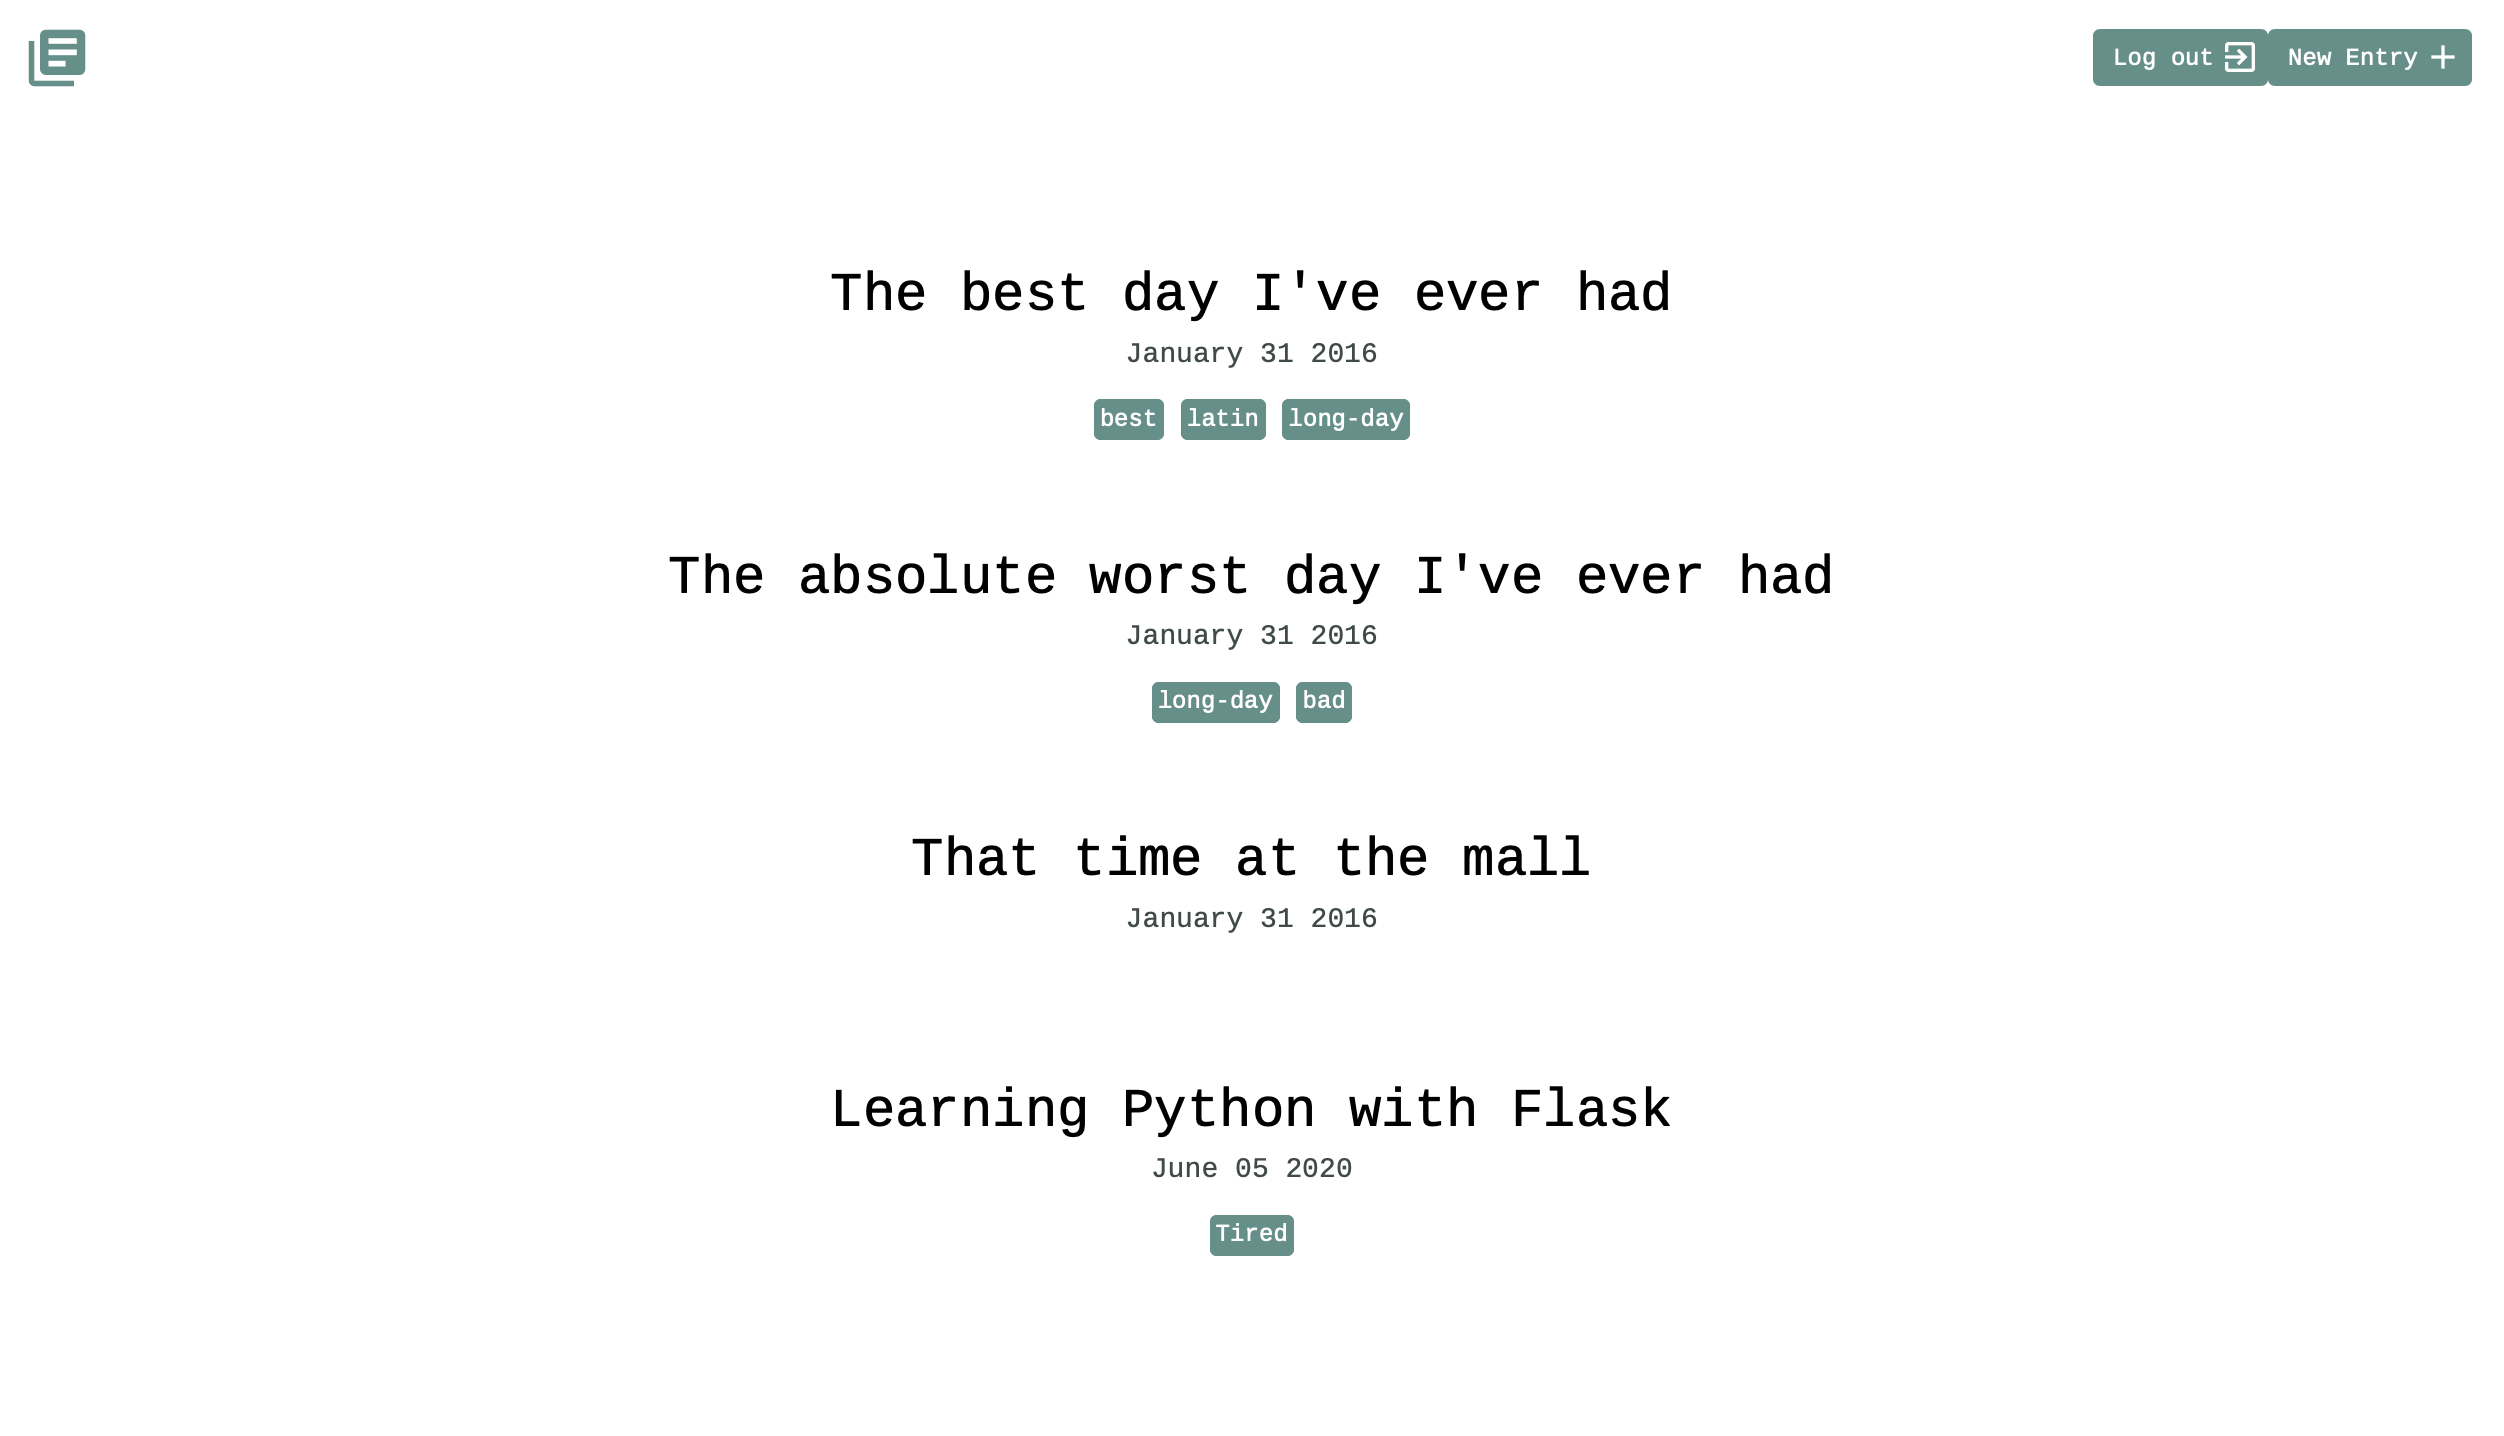 Log out New Entry
The best day I've ever had
January 31 2016
best latin long-day
The absolute worst day I've ever had
January 31 2016
long-day bad
That time at the mall
January 31 2016
Learning Python with Flask
June 05 2020
Tired